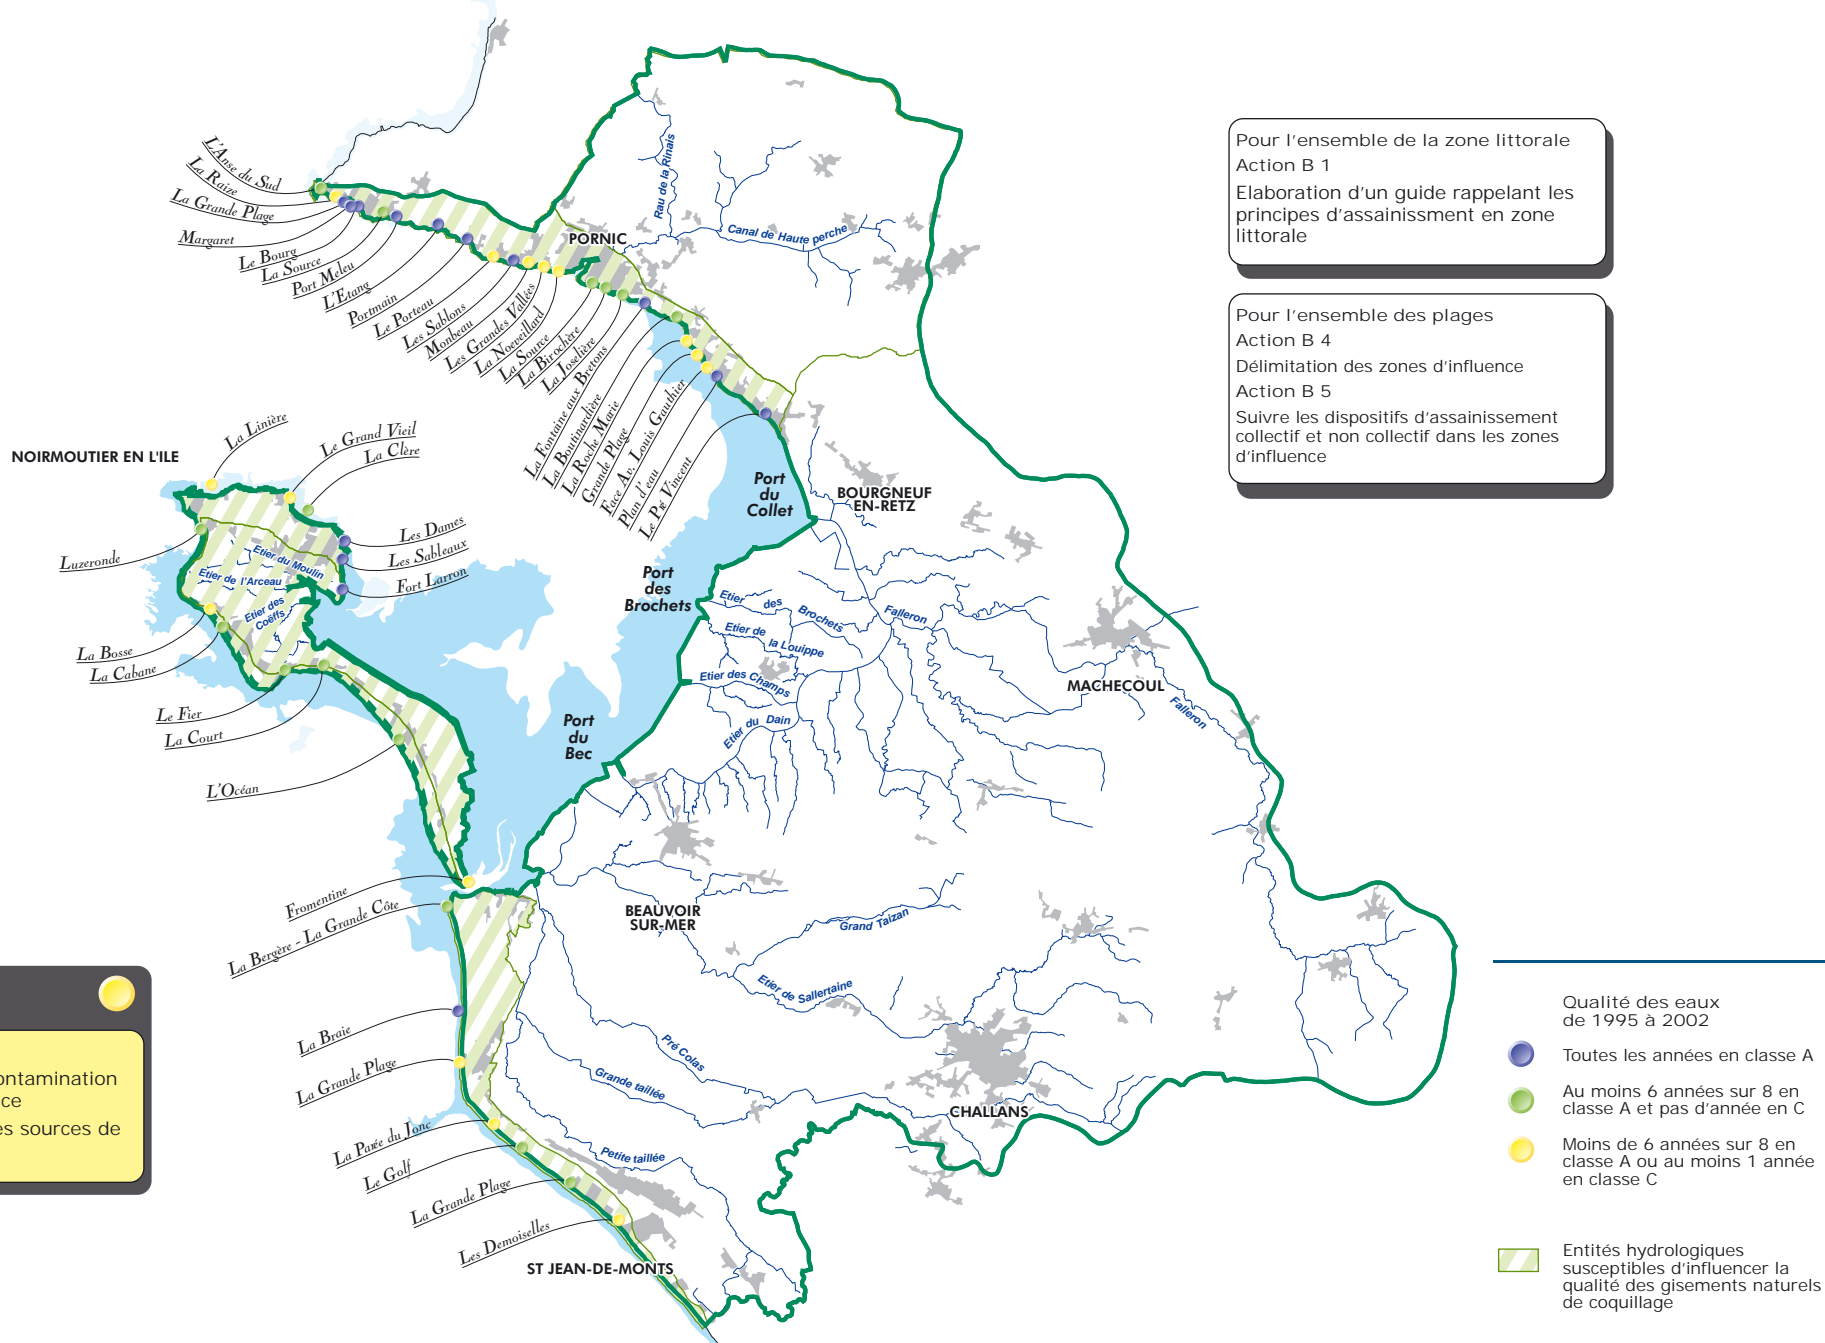 L'Anse du Sud
La Raize
La Grande Plage
Margaret
Le Bourg
La Source
Port Meleu
L'Etang
Portmain
Le Porteau
Les Sablons
Monbeau
Les Grandes Vallées
La Noeveillard
La Source
La Birochère
La Joselière
La Fontaine aux Bretons
La Boutinardière
La Roche Marie
Grande Plage
Face Av. Louis Gauthier
Plan d'eau
Le Pré Vincent
PORNIC
Rau de la Rinais
Canal de Haute perche
Pour l'ensemble de la zone littorale
Action B 1
Elaboration d'un guide rappelant les
principes d'assainissment en zone
littorale
Pour l'ensemble des plages
Action B 4
Délimitation des zones d'influence
Action B 5
Suivre les dispositifs d'assainissement
collectif et non collectif dans les zones
d'influence
NOIRMOUTIER EN L'ILE
La Linière
Le Grand Vieil
La Clère
Les Dames
Les Sableaux
Fort Larron
Luzeronde
Etier du Moulin
Etier de l'Arceau
Etier des
Coëffs
La Bosse
La Cabane
Le Fier
La Court
L'Océan
Port
du
Collet
BOURGNEUF
EN-RETZ
Port
des
Brochets
Etier des Brochets
Falleron
Etier de la Louippe
Etier des Champs
Etier du Dain
MACHECOUL
Falleron
Port
du
Bec
Fromentine
La Bergère - La Grande Côte
La Braie
La Grande Plage
La Parée du Jonc
Le Golf
La Grande Plage
Les Demoiselles
BEAUVOIR
SUR-MER
Grand Taizan
Etier de Sallertaine
Pré Colas
Grande taillée
Petite taillée
CHALLANS
ST JEAN-DE-MONTS
ontamination
ce
es sources de
Qualité des eaux
de 1995 à 2002
Toutes les années en classe A
Au moins 6 années sur 8 en
classe A et pas d'année en C
Moins de 6 années sur 8 en
classe A ou au moins 1 année
en classe C
Entités hydrologiques
susceptibles d'influencer la
qualité des gisements naturels
de coquillage